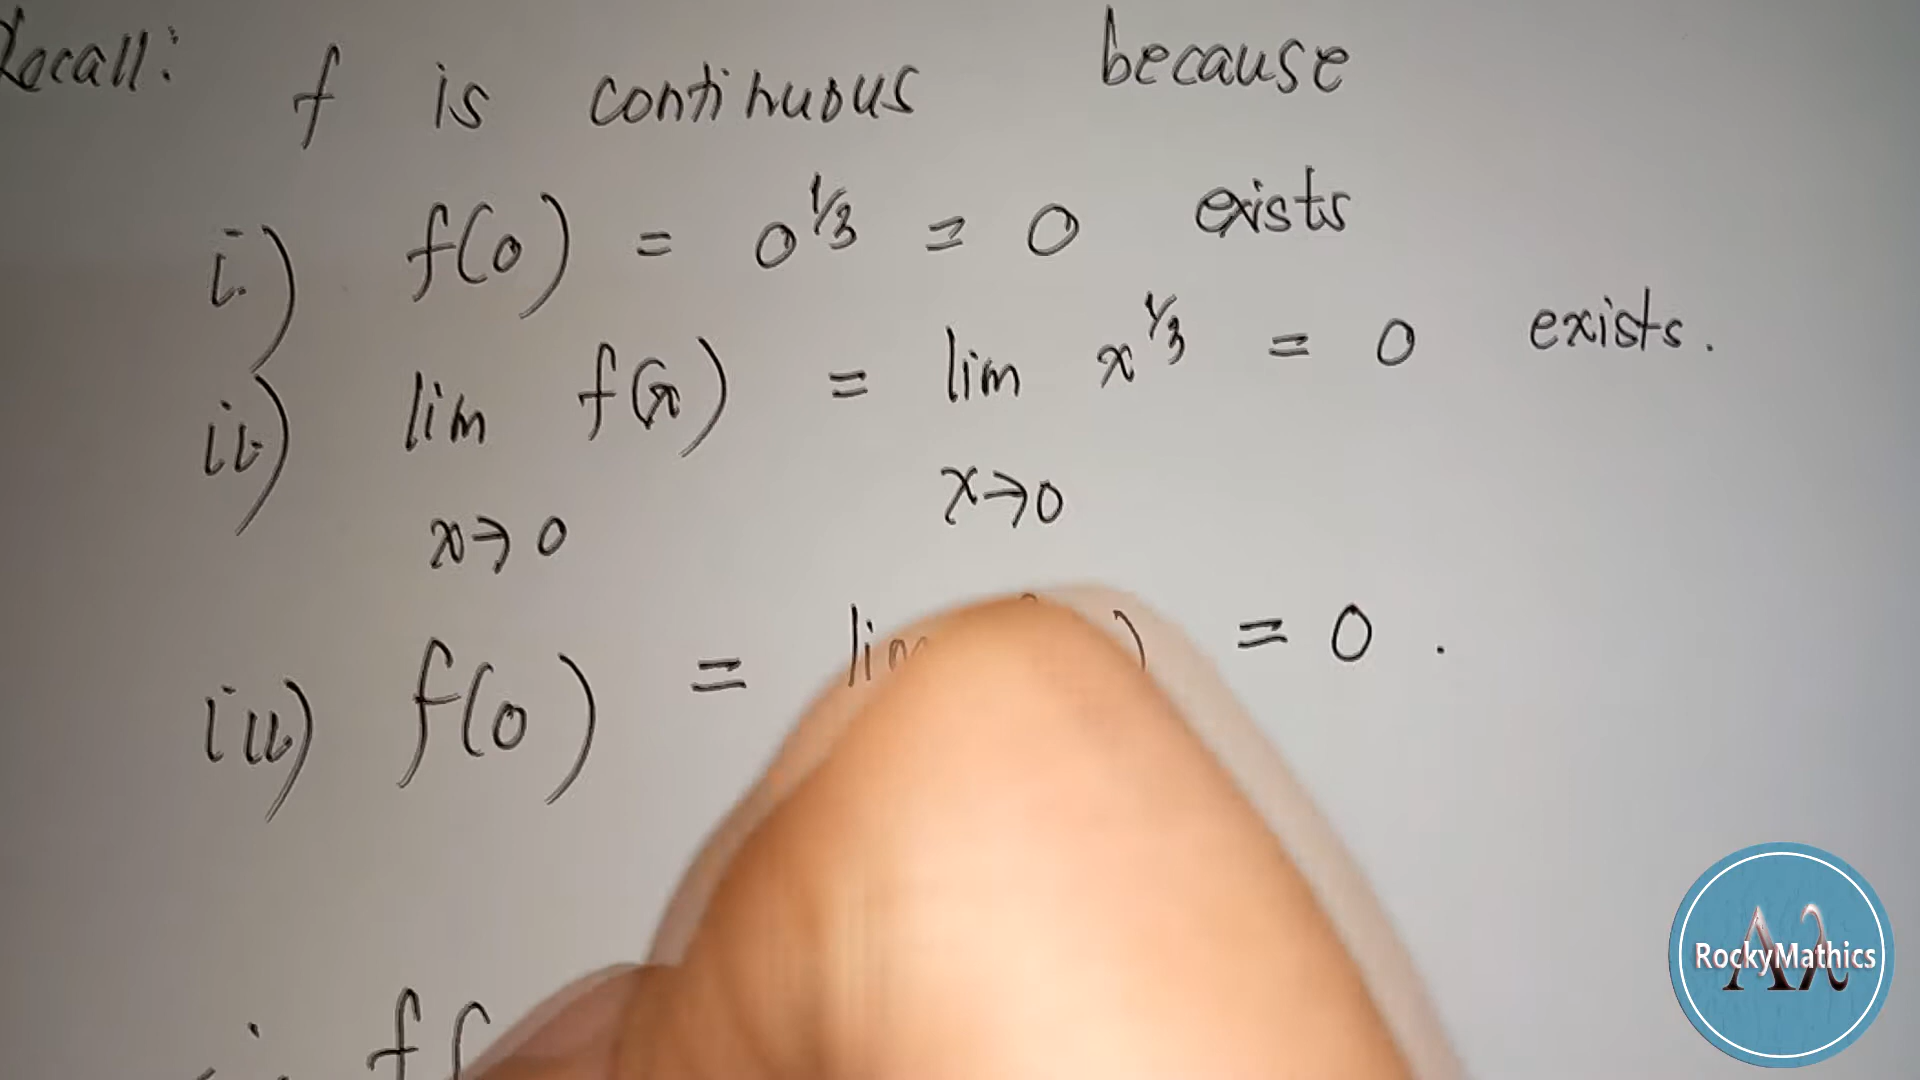 Recall: f is continuous because
i) f(0) = 0^1/3 = 0 exists
ii) lim f(x) = lim x^1/3 = 0 exists.
x→0 x→0
iii) f(0) = lim ) = 0 .
RockyMathics